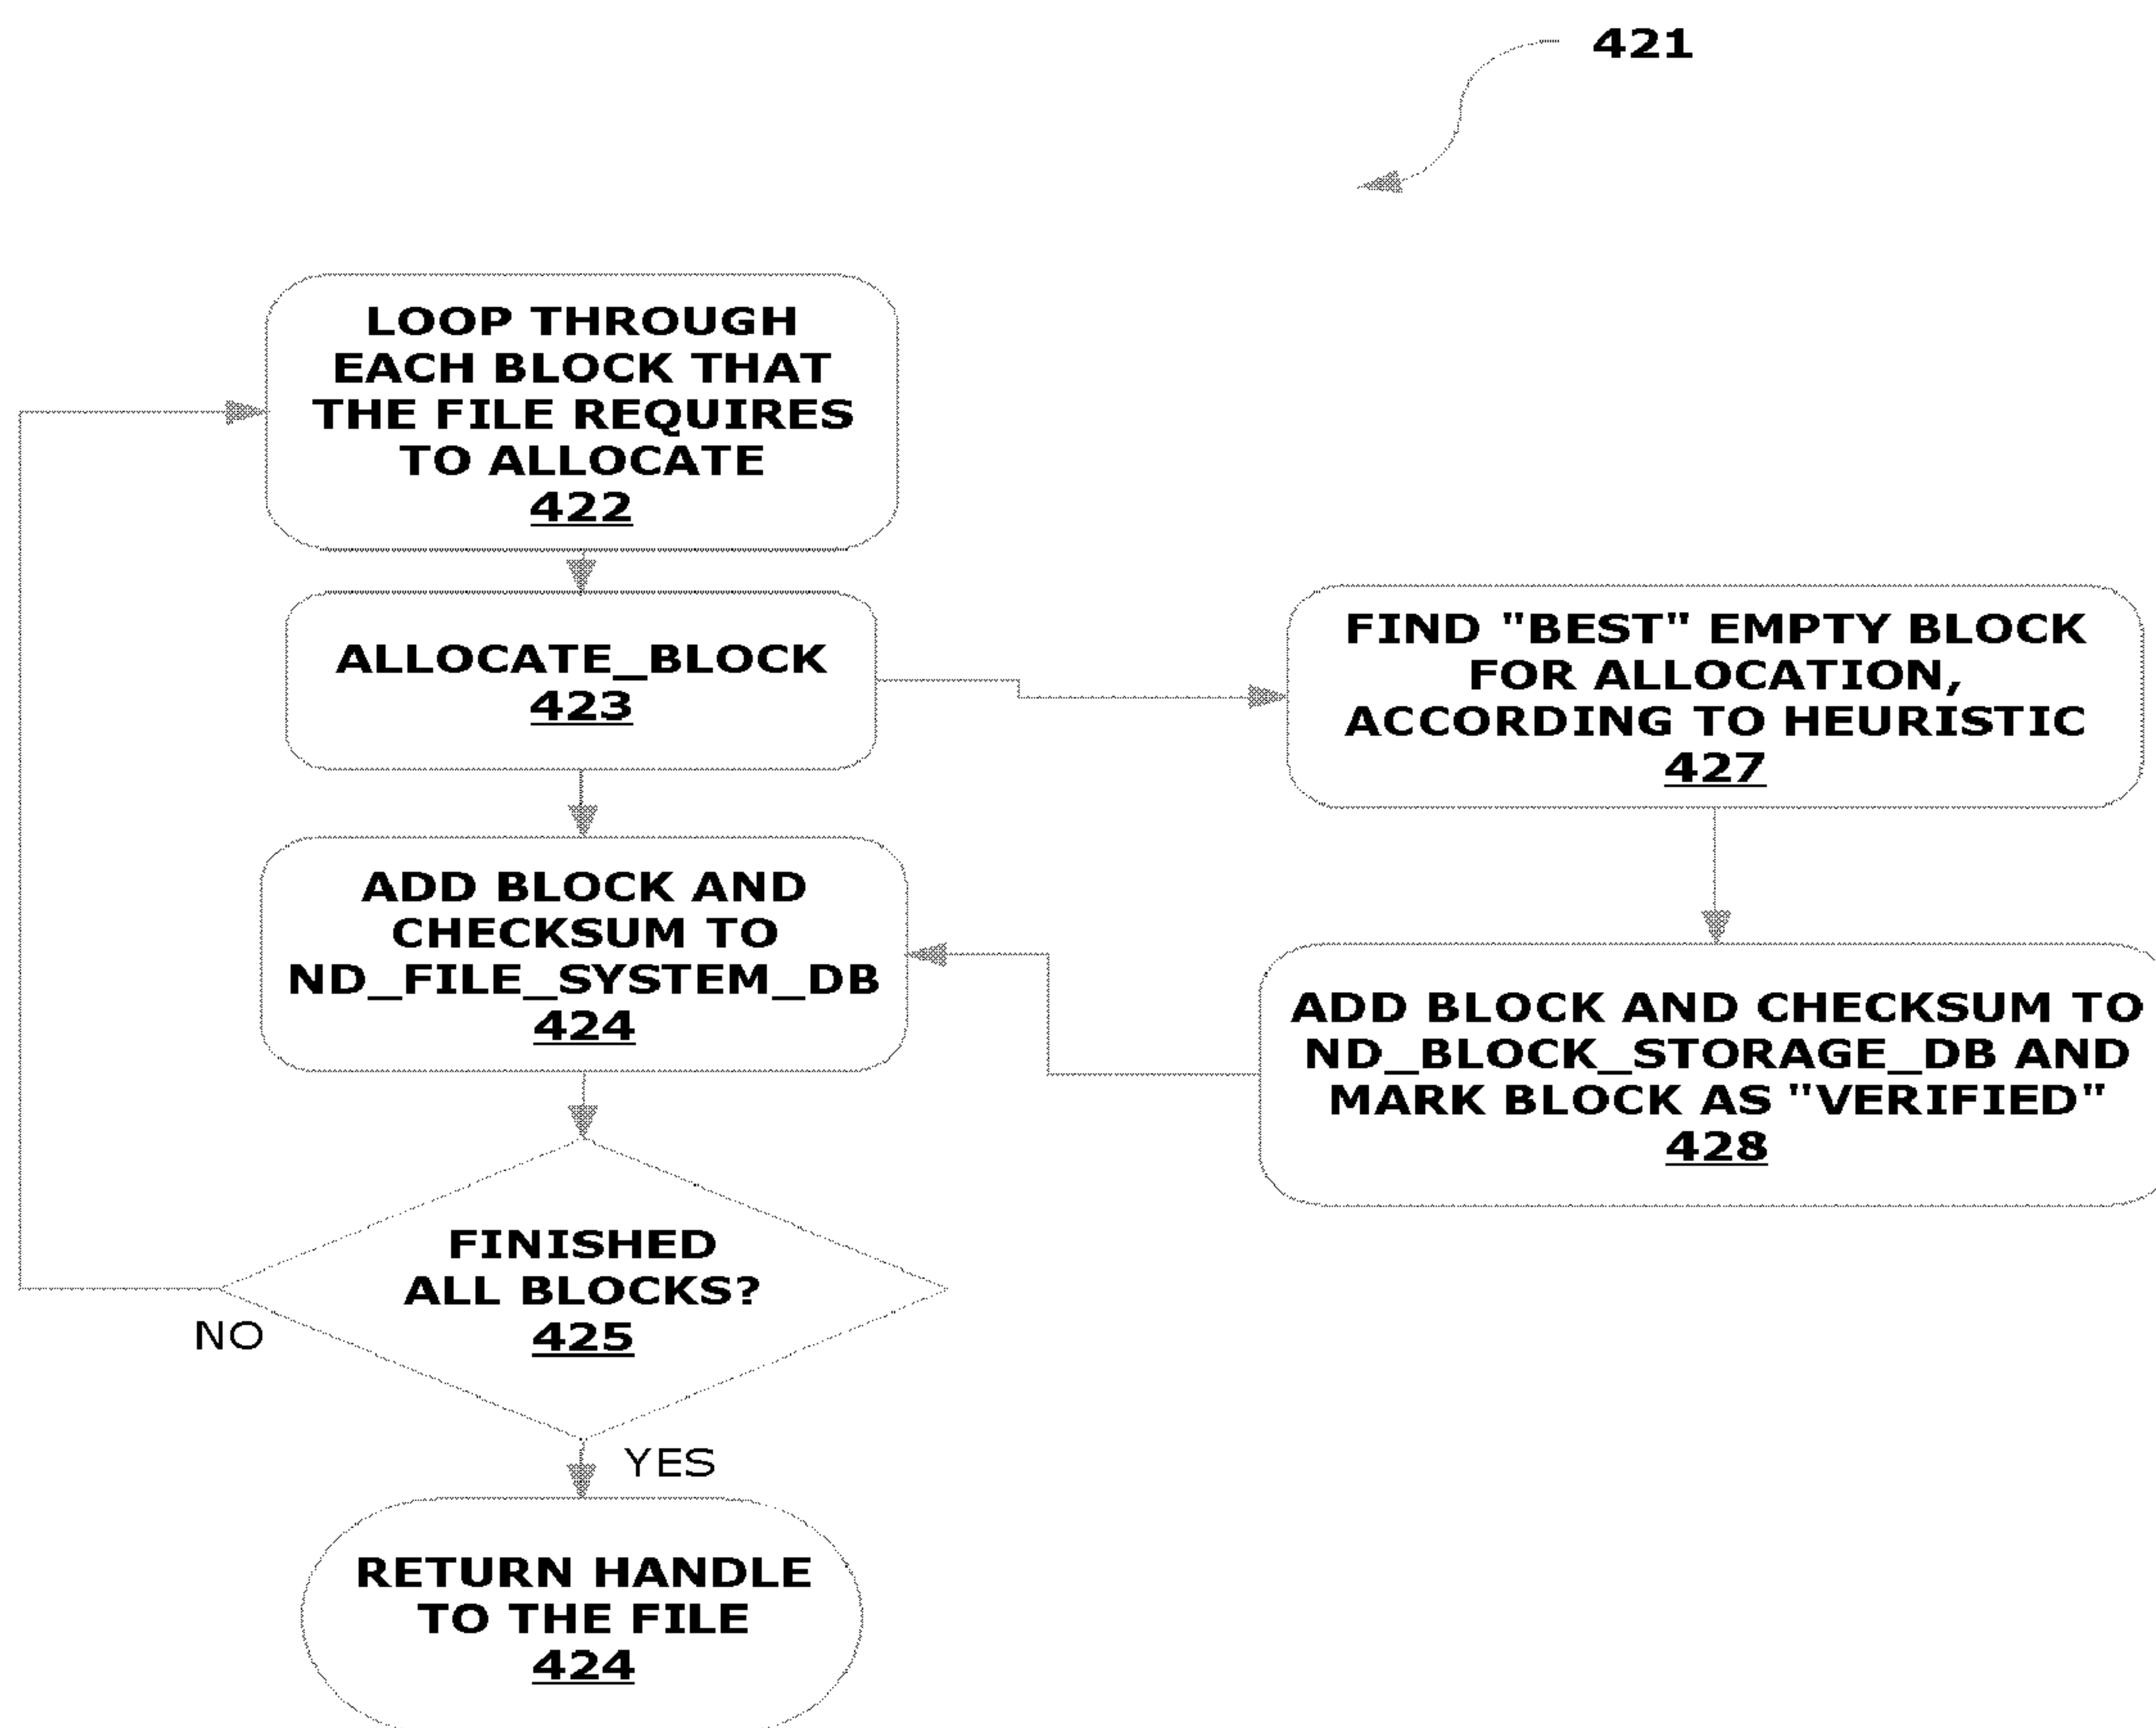 421
LOOP THROUGH
EACH BLOCK THAT
THE FILE REQUIRES
TO ALLOCATE
422
ALLOCATE_BLOCK
423
FIND "BEST" EMPTY BLOCK
FOR ALLOCATION,
ACCORDING TO HEURISTIC
427
ADD BLOCK AND
CHECKSUM TO
ND_FILE_SYSTEM_DB
424
ADD BLOCK AND CHECKSUM TO
ND_BLOCK_STORAGE_DB AND
MARK BLOCK AS "VERIFIED"
428
FINISHED
ALL BLOCKS?
425
NO
YES
RETURN HANDLE
TO THE FILE
424